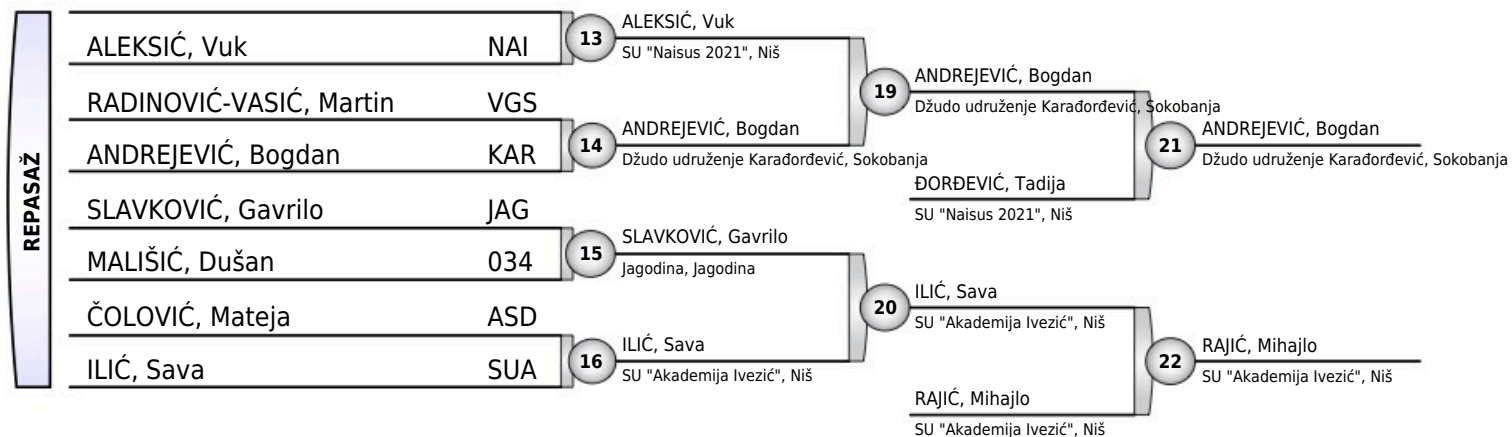 REPASAŽ
ALEKSIĆ, Vuk NAI
RADINOVIĆ-VASIĆ, Martin VGS
ANDREJEVIĆ, Bogdan KAR
SLAVKOVIĆ, Gavrilo JAG
MALIŠIĆ, Dušan 034
ČOLOVIĆ, Mateja ASD
ILIĆ, Sava SUA
13
ALEKSIĆ, Vuk
SU "Naisus 2021", Niš
14
ANDREJEVIĆ, Bogdan
Džudo udruženje Karađorđević, Sokobanja
15
SLAVKOVIĆ, Gavrilo
Jagodina, Jagodina
16
ILIĆ, Sava
SU "Akademija Ivezić", Niš
19
ANDREJEVIĆ, Bogdan
Džudo udruženje Karađorđević, Sokobanja
ĐORĐEVIĆ, Tadija
SU "Naisus 2021", Niš
20
ILIĆ, Sava
SU "Akademija Ivezić", Niš
RAJIĆ, Mihajlo
SU "Akademija Ivezić", Niš
21
ANDREJEVIĆ, Bogdan
Džudo udruženje Karađorđević, Sokobanja
22
RAJIĆ, Mihajlo
SU "Akademija Ivezić", Niš